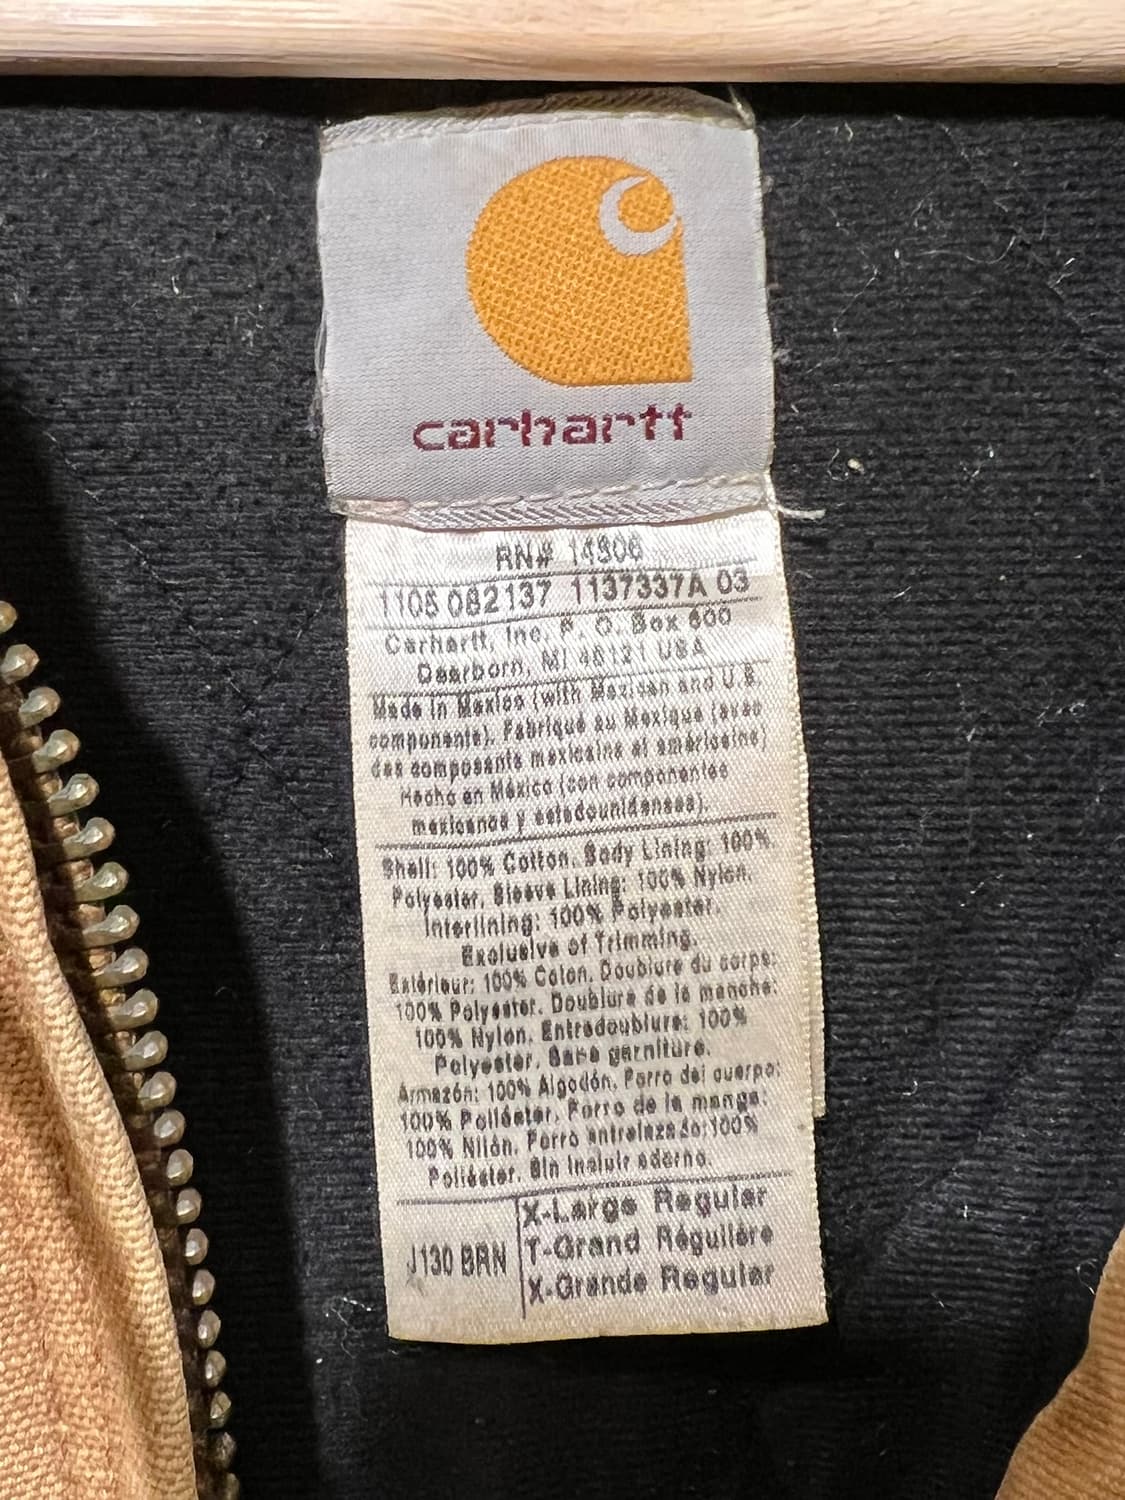 carhartt
RN# 14806
1105 082137 1137337A 03
Carhartt, Inc. P. O. Box 600
Dearborn, MI 48121 USA
Made in Mexico (with Mexican and U.S.
components). Fabriqué au Mexique (avec
des composants mexicains et américains)
Hecho en México (con componentes
mexicanos y estadounidenses).
Shell: 100% Cotton. Body Lining: 100%
Polyester. Sleeve Lining: 100% Nylon.
Interlining: 100% Polyester.
Exclusive of Trimming.
Extérieur: 100% Coton. Doublure du corps:
100% Polyester. Doublure de la manche:
100% Nylon. Entredoublure: 100%
Polyester. Sans garniture.
Armazón: 100% Algodón. Forro del cuerpo:
100% Poliéster. Forro de la manga:
100% Nilón. Forro entrelazado:100%
Poliéster. Sin incluir adorno.
J130 BRN
X-Large Regular
T-Grand Régulière
X-Grande Regular